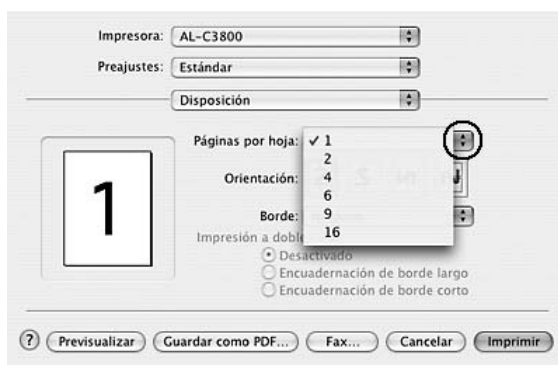 Impresora: AL-C3800
Preajustes: Estándar
Disposición
Páginas por hoja: ✓ 1
2
Orientación: 4
6
Borde: 9
Impresión a doble
16
Desactivado
Encuadernación de borde largo
Encuadernación de borde corto
1
? Previsualizar Guardar como PDF... Fax... Cancelar Imprimir